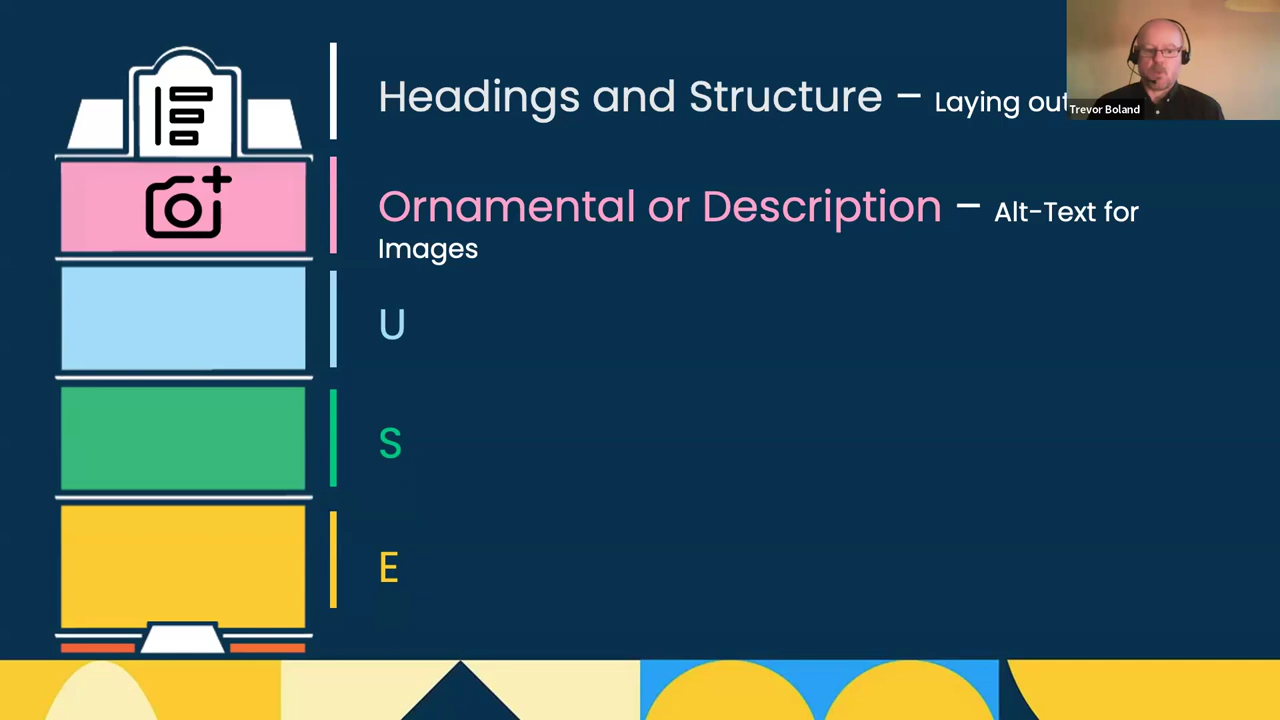 Headings and Structure – Laying out
Trevor Boland
Ornamental or Description – Alt-Text for
Images
U
S
E